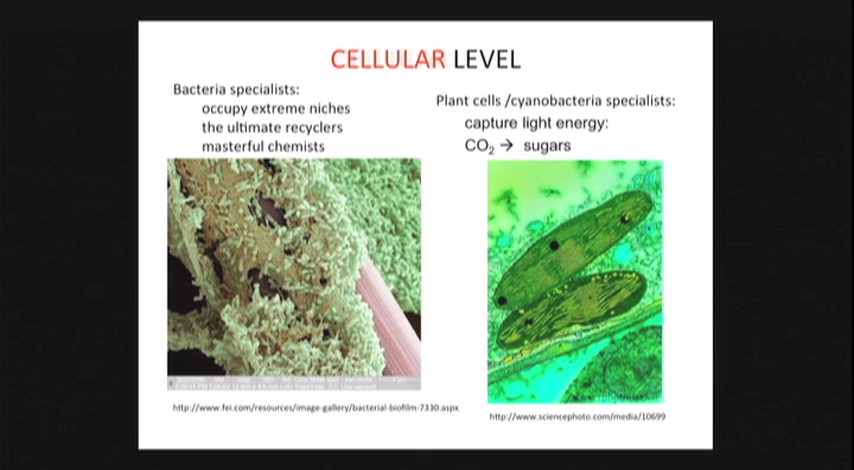 CELLULAR LEVEL
Bacteria specialists:
occupy extreme niches
the ultimate recyclers
masterful chemists
Plant cells /cyanobacteria specialists:
capture light energy:
CO₂ → sugars
http://www.fei.com/resources/image-gallery/bacterial-biofilm-7330.aspx
http://www.sciencephoto.com/media/10699